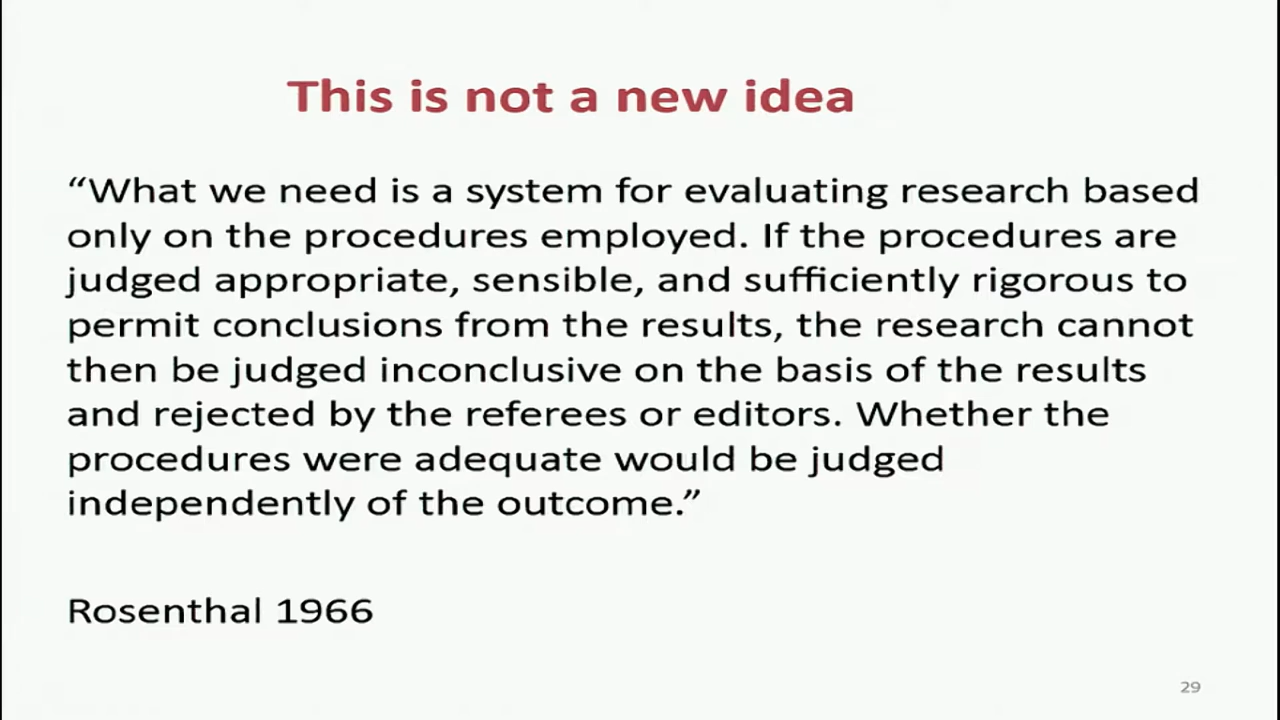 This is not a new idea
“What we need is a system for evaluating research based
only on the procedures employed. If the procedures are
judged appropriate, sensible, and sufficiently rigorous to
permit conclusions from the results, the research cannot
then be judged inconclusive on the basis of the results
and rejected by the referees or editors. Whether the
procedures were adequate would be judged
independently of the outcome.”
Rosenthal 1966
29